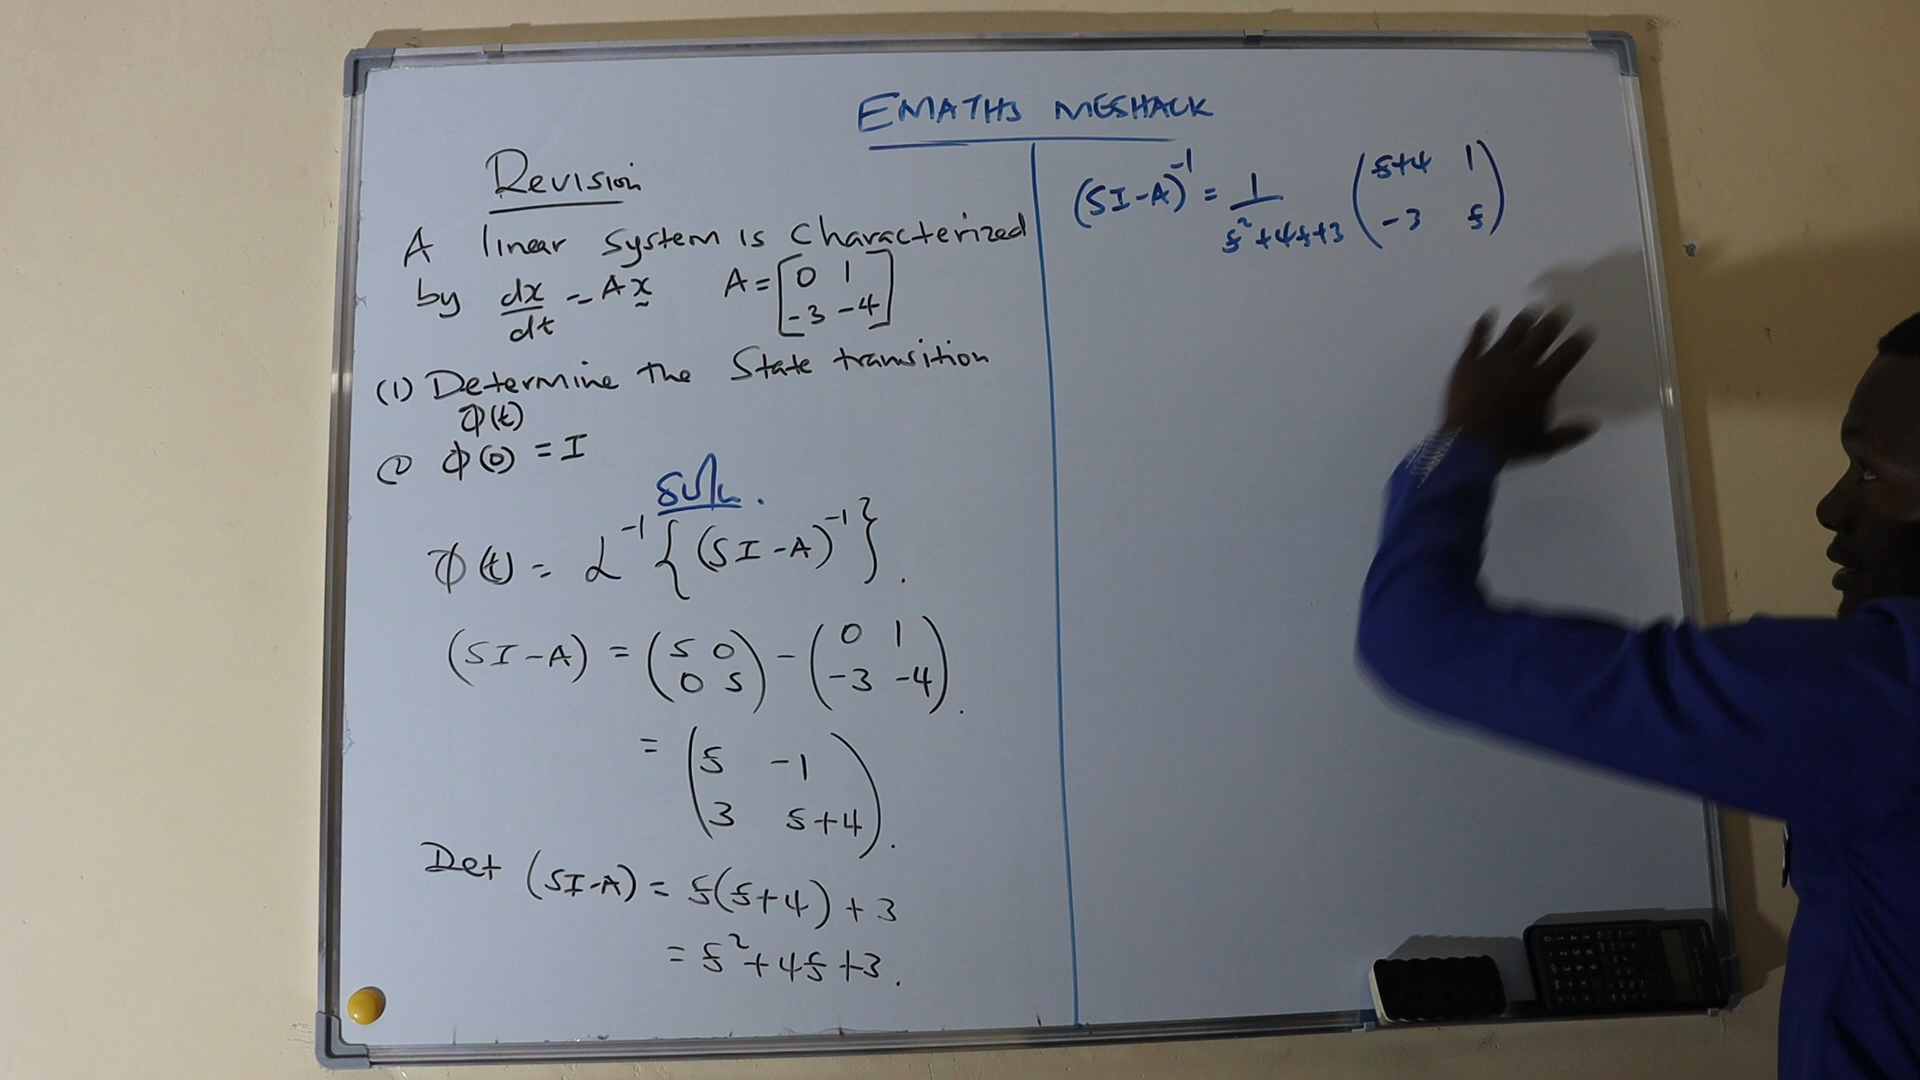 EMATHS MESHACK
Revision
A linear system is characterized
by dx/dt = Ax A = [0 1
-3 -4]
(1) Determine the state transition
φ(t)
(2) φ(0) = I
Soln.
φ(t) = L⁻¹{(SI-A)⁻¹}.
(SI-A) = (s 0
0 s) - (0 1
-3 -4).
= (s -1
3 s+4).
Det (SI-A) = s(s+4) + 3
= s²+4s+3.
(SI-A)⁻¹ = 1/(s²+4s+3) (s+4 1
-3 s)